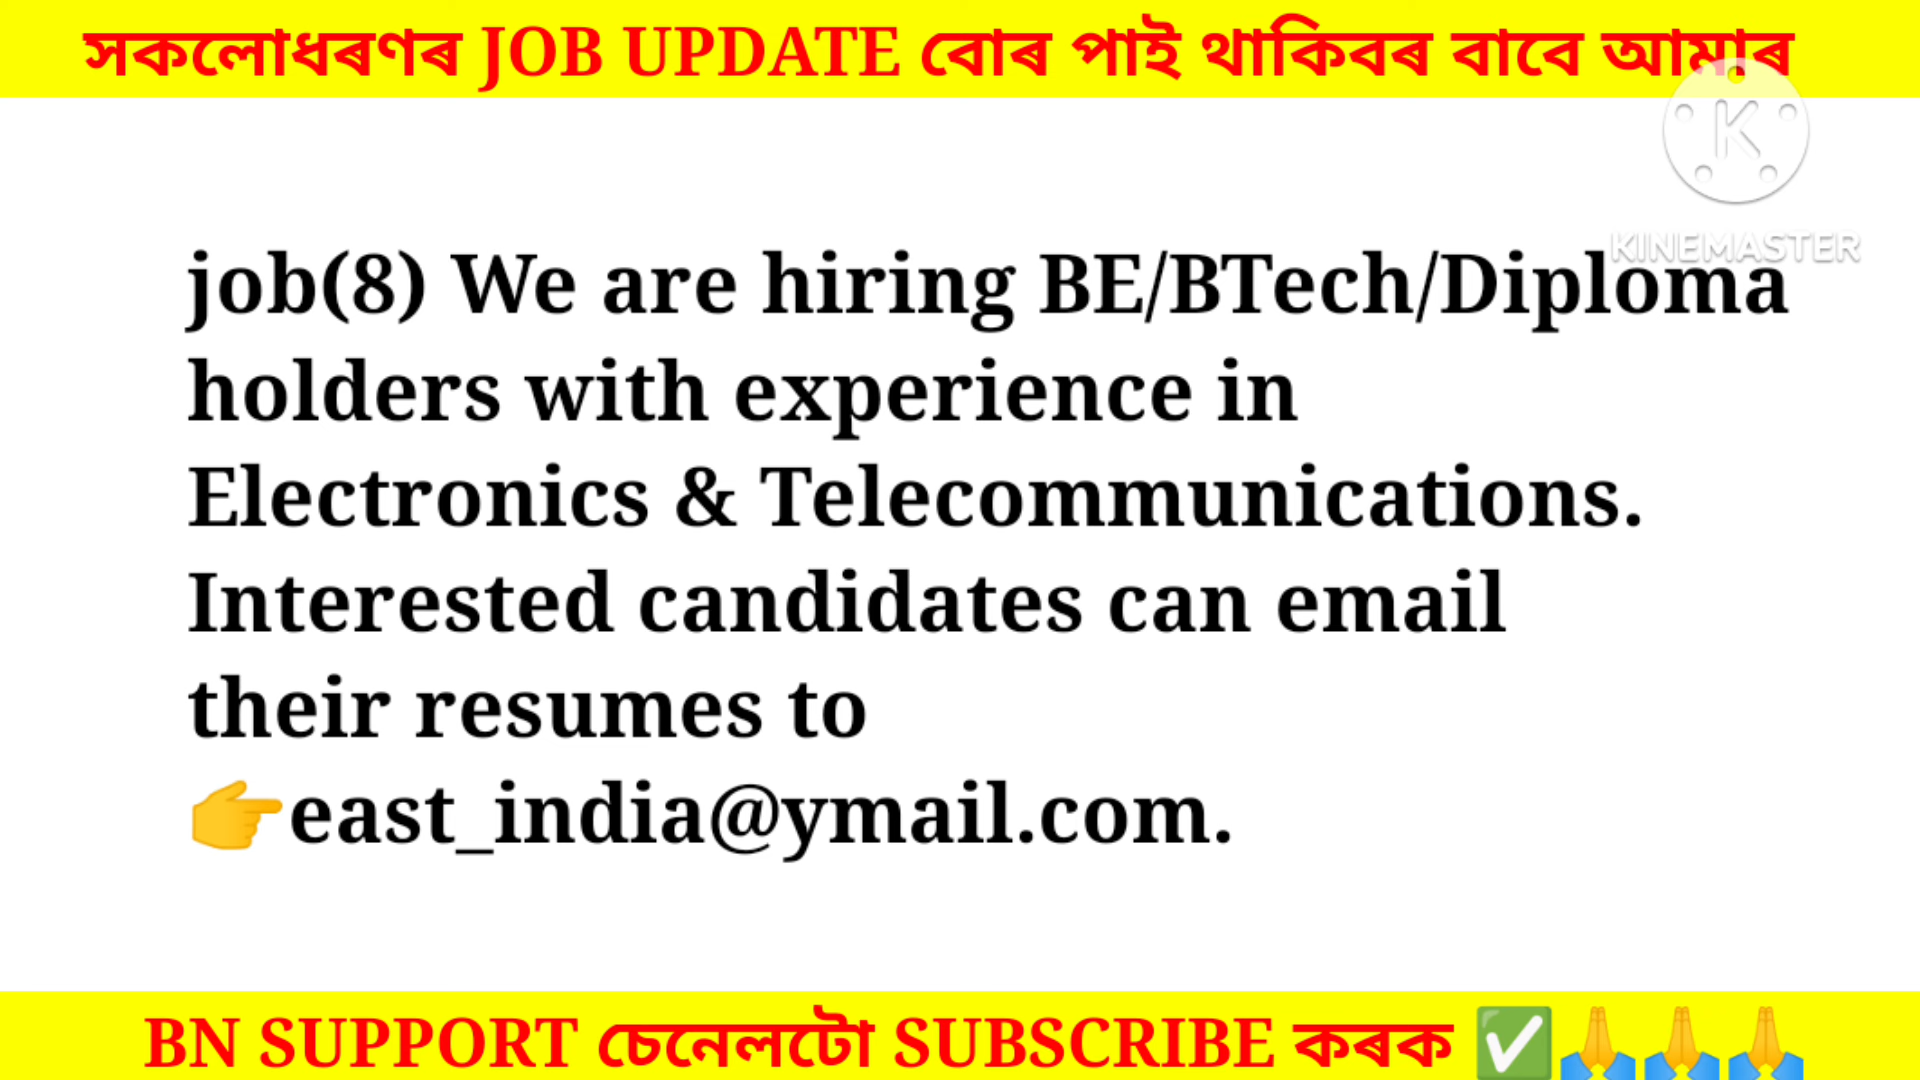 সকলোধৰণৰ JOB UPDATE বোৰ পাই থাকিবৰ বাবে আমাৰ
K
KINEMASTER
job(8) We are hiring BE/BTech/Diploma
holders with experience in
Electronics & Telecommunications.
Interested candidates can email
their resumes to
👉east_india@ymail.com.
BN SUPPORT চেনেলটো SUBSCRIBE কৰক ✅🙏🙏🙏